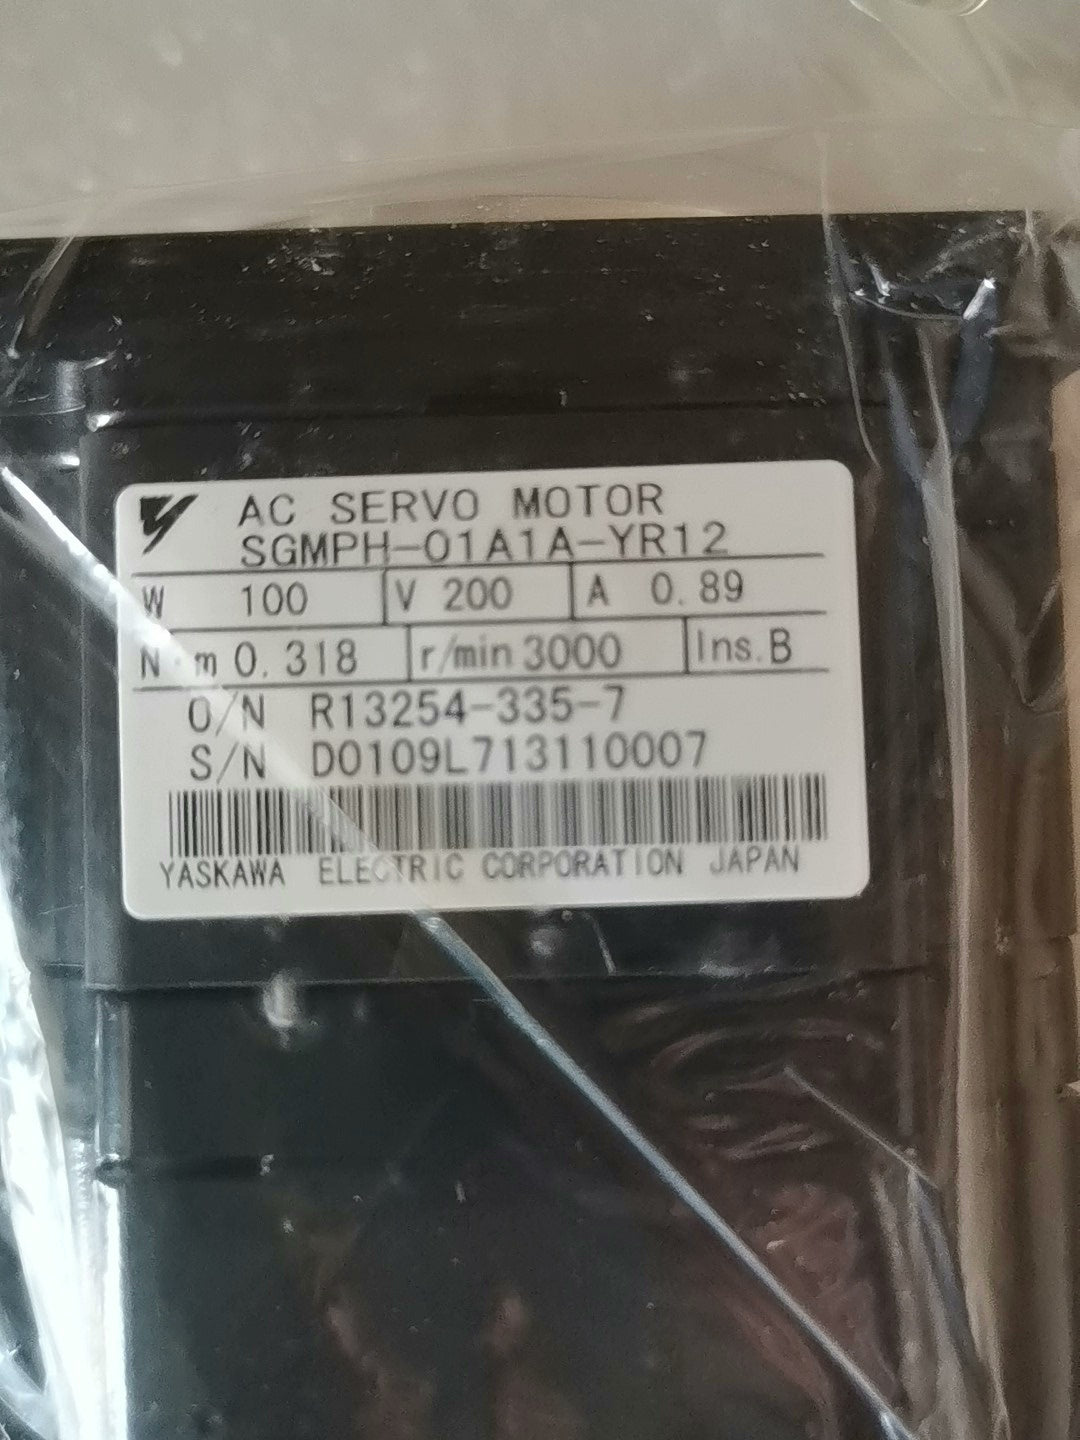 AC SERVO MOTOR
SGMPH-01A1A-YR12
W 100 V 200 A 0.89
N・m 0.318 r/min 3000 Ins. B
O/N R13254-335-7
S/N D0109L713110007
YASKAWA ELECTRIC CORPORATION JAPAN